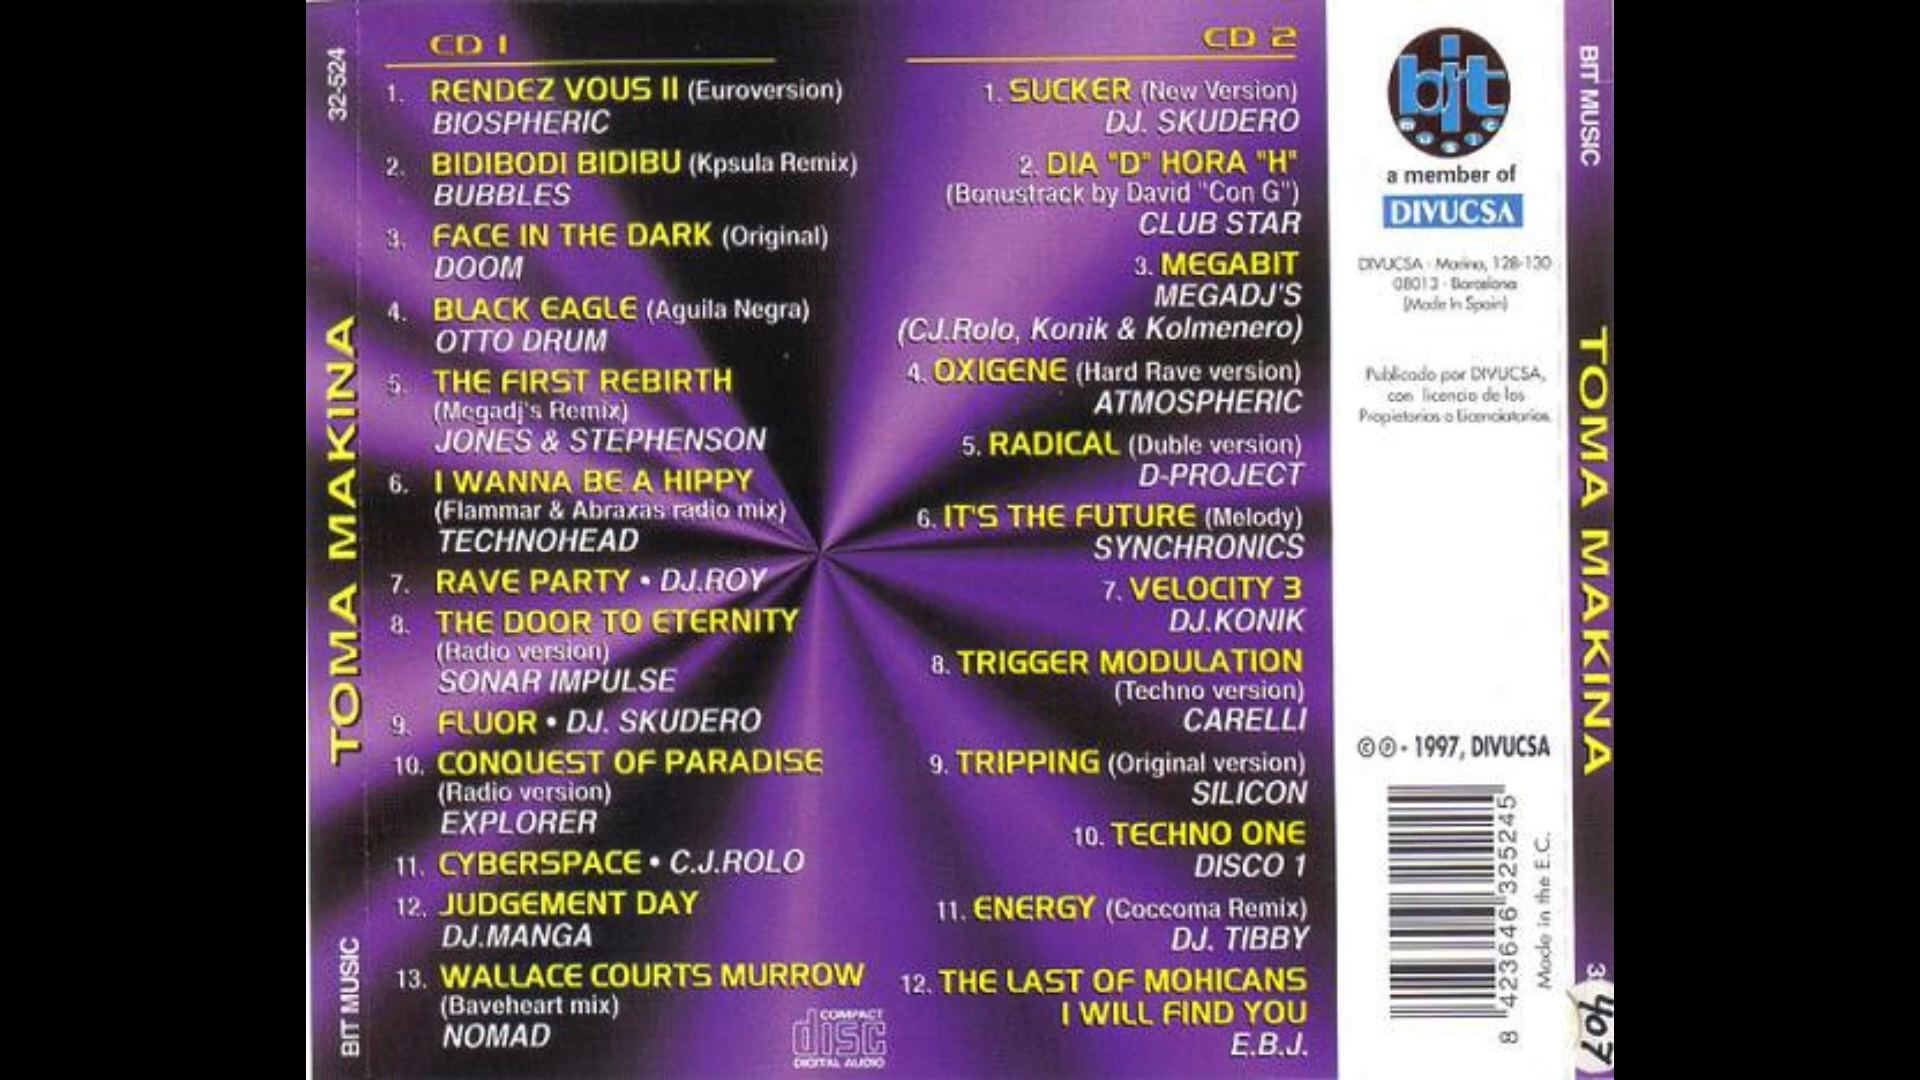 32-524
TOMA MAKINA
BIT MUSIC
CD 1
1. RENDEZ VOUS II (Euroversion)
BIOSPHERIC
2. BIDIBODI BIDIBU (Kpsula Remix)
BUBBLES
3. FACE IN THE DARK (Original)
DOOM
4. BLACK EAGLE (Aguila Negra)
OTTO DRUM
5. THE FIRST REBIRTH
(Megadj's Remix)
JONES & STEPHENSON
6. I WANNA BE A HIPPY
(Flammar & Abraxas radio mix)
TECHNOHEAD
7. RAVE PARTY • DJ.ROY
8. THE DOOR TO ETERNITY
(Radio version)
SONAR IMPULSE
9. FLUOR • DJ. SKUDERO
10. CONQUEST OF PARADISE
(Radio version)
EXPLORER
11. CYBERSPACE • C.J.ROLO
12. JUDGEMENT DAY
DJ.MANGA
13. WALLACE COURTS MURROW
(Baveheart mix)
NOMAD
COMPACT
disc
DIGITAL AUDIO
CD 2
1. SUCKER (New Version)
DJ. SKUDERO
2. DIA "D" HORA "H"
(Bonustrack by David "Con G")
CLUB STAR
3. MEGABIT
MEGADJ'S
(CJ.Rolo, Konik & Kolmenero)
4. OXIGENE (Hard Rave version)
ATMOSPHERIC
5. RADICAL (Duble version)
D-PROJECT
6. IT'S THE FUTURE (Melody)
SYNCHRONICS
7. VELOCITY 3
DJ.KONIK
8. TRIGGER MODULATION
(Techno version)
CARELLI
9. TRIPPING (Original version)
SILICON
10. TECHNO ONE
DISCO 1
11. ENERGY (Coccoma Remix)
DJ. TIBBY
12. THE LAST OF MOHICANS
I WILL FIND YOU
E.B.J.
bit
music
a member of
DIVUCSA
DIVUCSA - Marina, 128-130
08013 - Barcelona
(Made In Spain)
Publicado por DIVUCSA,
con licencia de los
Propietarios o Licenciatarios.
© ℗ - 1997, DIVUCSA
8 423646 325245
Made in the E.C.
BIT MUSIC
TOMA MAKINA
3
407